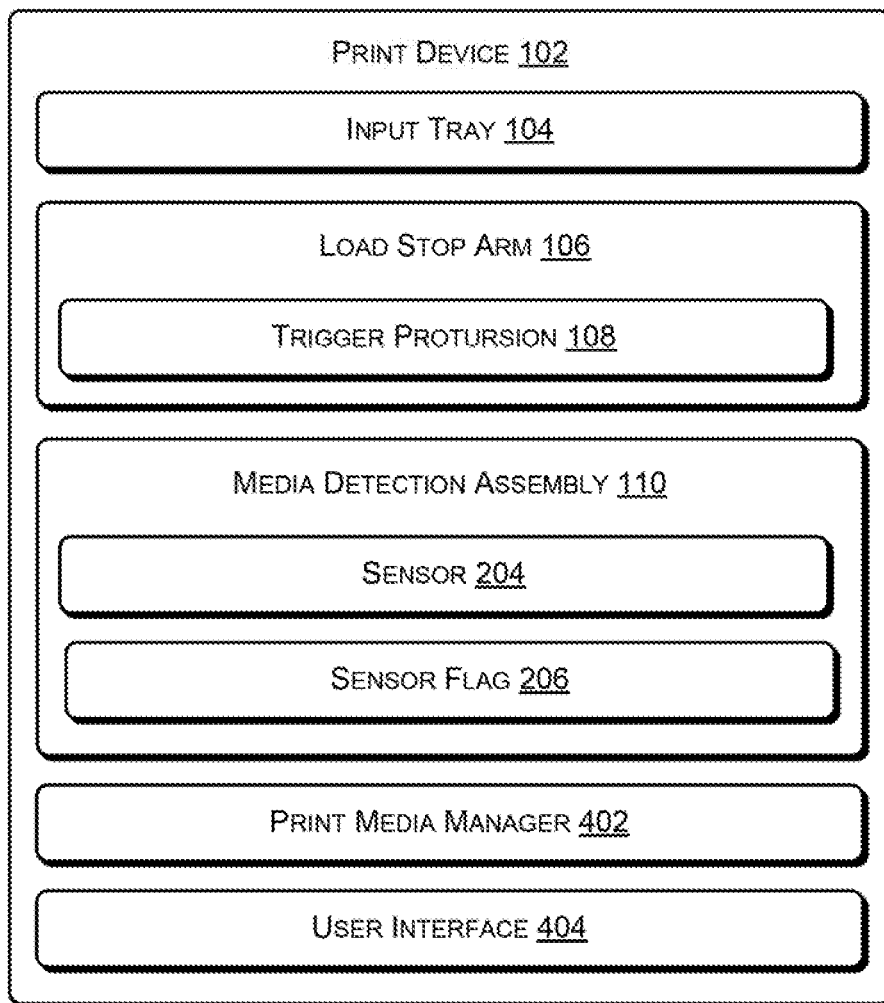 PRINT DEVICE 102
INPUT TRAY 104
LOAD STOP ARM 106
TRIGGER PROTURSION 108
MEDIA DETECTION ASSEMBLY 110
SENSOR 204
SENSOR FLAG 206
PRINT MEDIA MANAGER 402
USER INTERFACE 404